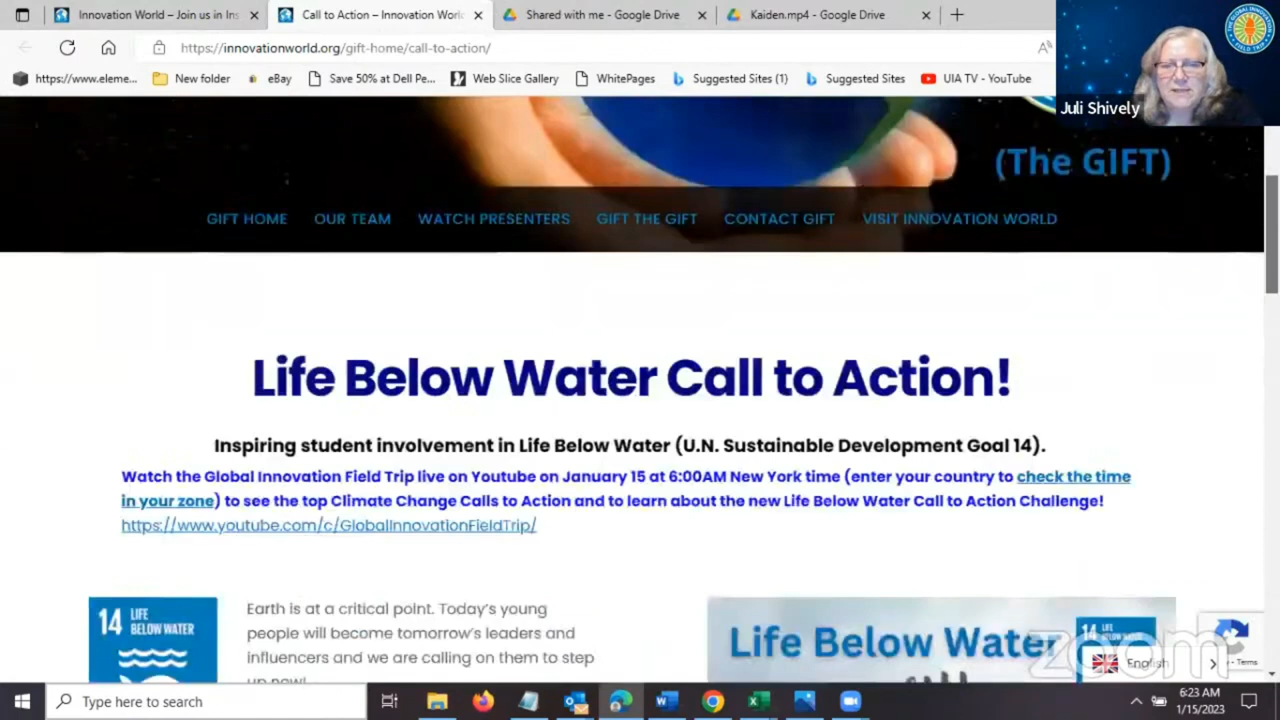 Innovation World – Join us in Ins
Call to Action – Innovation Worl
Shared with me - Google Drive
Kaiden.mp4 - Google Drive
https://innovationworld.org/gift-home/call-to-action/
https://www.eleme...
New folder
eBay
Save 50% at Dell Pe...
Web Slice Gallery
WhitePages
Suggested Sites (1)
Suggested Sites
UIA TV - YouTube
THE GLOBAL INNOVATION
FIELD TRIP
Juli Shively
(The GIFT)
GIFT HOME
OUR TEAM
WATCH PRESENTERS
GIFT THE GIFT
CONTACT GIFT
VISIT INNOVATION WORLD
Life Below Water Call to Action!
Inspiring student involvement in Life Below Water (U.N. Sustainable Development Goal 14).
Watch the Global Innovation Field Trip live on Youtube on January 15 at 6:00AM New York time (enter your country to check the time
in your zone) to see the top Climate Change Calls to Action and to learn about the new Life Below Water Call to Action Challenge!
https://www.youtube.com/c/GlobalInnovationFieldTrip/
14 LIFE
BELOW WATER
Earth is at a critical point. Today's young
people will become tomorrow's leaders and
influencers and we are calling on them to step
up now!
Life Below Water
14 LIFE
BELOW WATER
zoom
English
- Terms
Type here to search
6:23 AM
1/15/2023